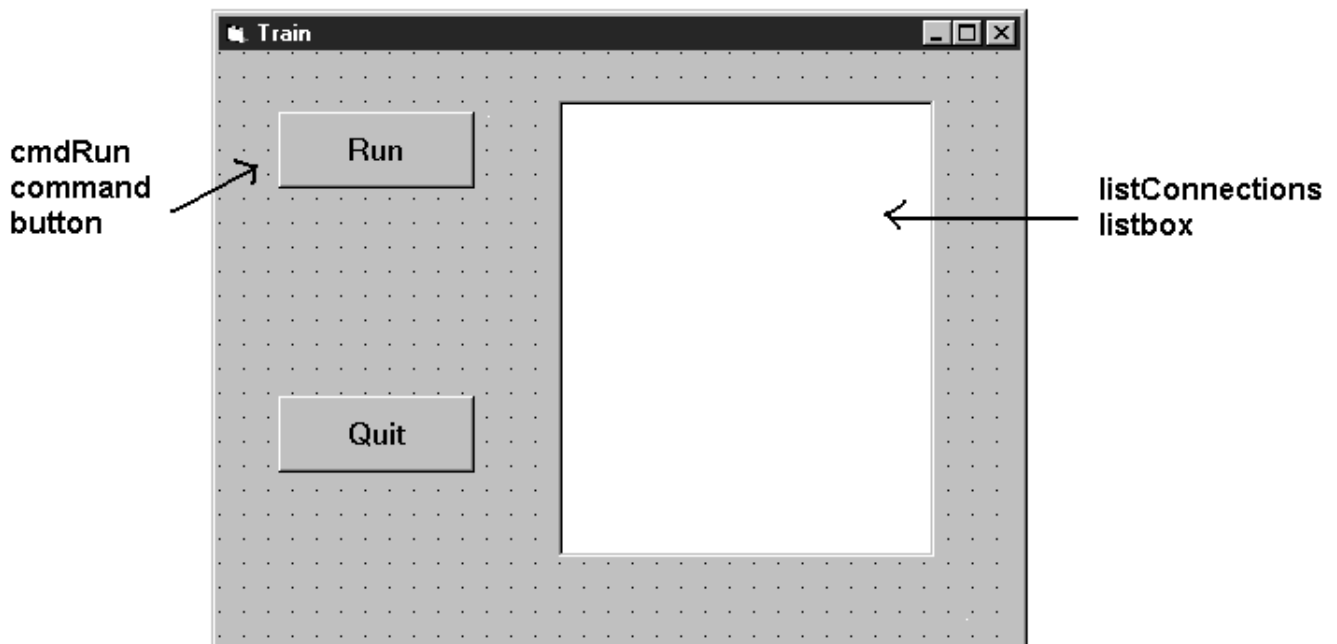 Train
cmdRun
command
button
Run
listConnections
listbox
Quit